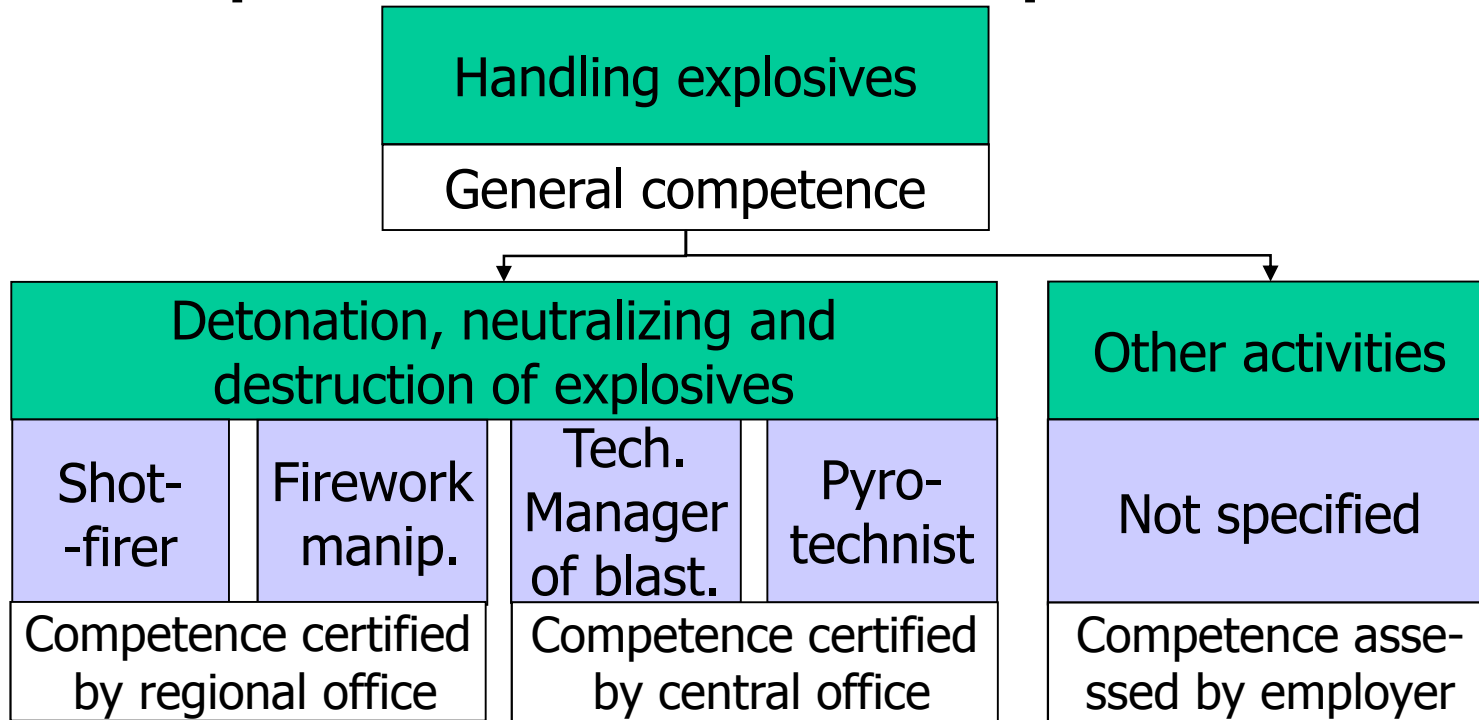 Handling explosives
General competence
Detonation, neutralizing and
destruction of explosives
Other activities
Shot-
-firer
Firework
manip.
Tech.
Manager
of blast.
Pyro-
technist
Not specified
Competence certified
by regional office
Competence certified
by central office
Competence asse-
ssed by employer